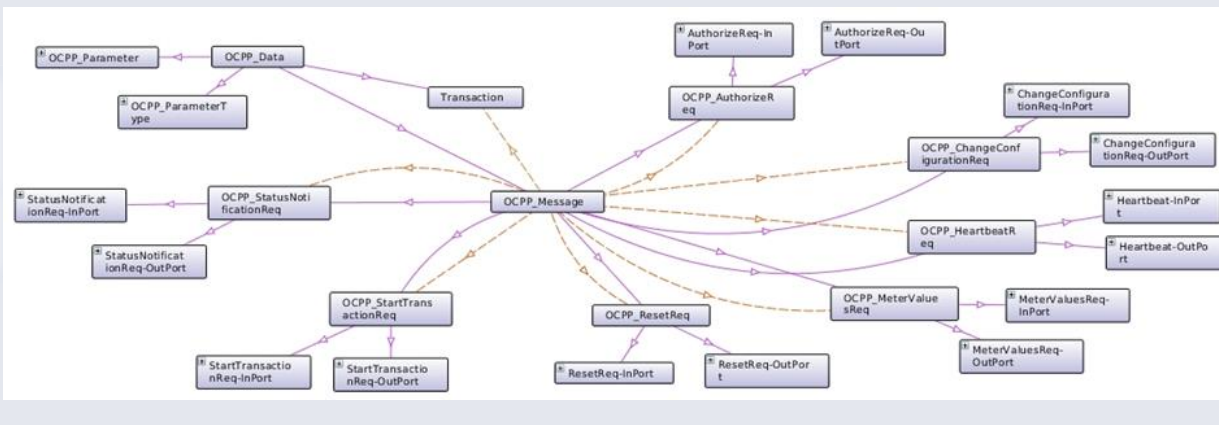 OCPP_Parameter
OCPP_Data
OCPP_ParameterT
ype
Transaction
AuthorizeReq-In
Port
AuthorizeReq-Ou
tPort
OCPP_AuthorizeR
eq
ChangeConfigura
tionReq-InPort
OCPP_ChangeConf
igurationReq
ChangeConfigura
tionReq-OutPort
StatusNotificat
ionReq-InPort
OCPP_StatusNoti
ficationReq
OCPP_Message
Heartbeat-InPor
t
OCPP_HeartbeatR
eq
Heartbeat-OutPo
rt
StatusNotificat
ionReq-OutPort
OCPP_StartTrans
actionReq
OCPP_ResetReq
OCPP_MeterValue
sReq
MeterValuesReq-
InPort
StartTransactio
nReq-InPort
StartTransactio
nReq-OutPort
ResetReq-InPort
ResetReq-OutPor
t
MeterValuesReq-
OutPort